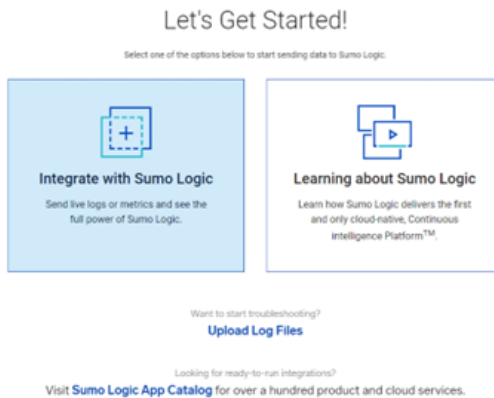 Let's Get Started!
Select one of the options below to start sending data to Sumo Logic.
Integrate with Sumo Logic
Send live logs or metrics and see the
full power of Sumo Logic.
Learning about Sumo Logic
Learn how Sumo Logic delivers the first
and only cloud-native, Continuous
intelligence Platform™.
Want to start troubleshooting?
Upload Log Files
Looking for ready-to-run integrations?
Visit Sumo Logic App Catalog for over a hundred product and cloud services.